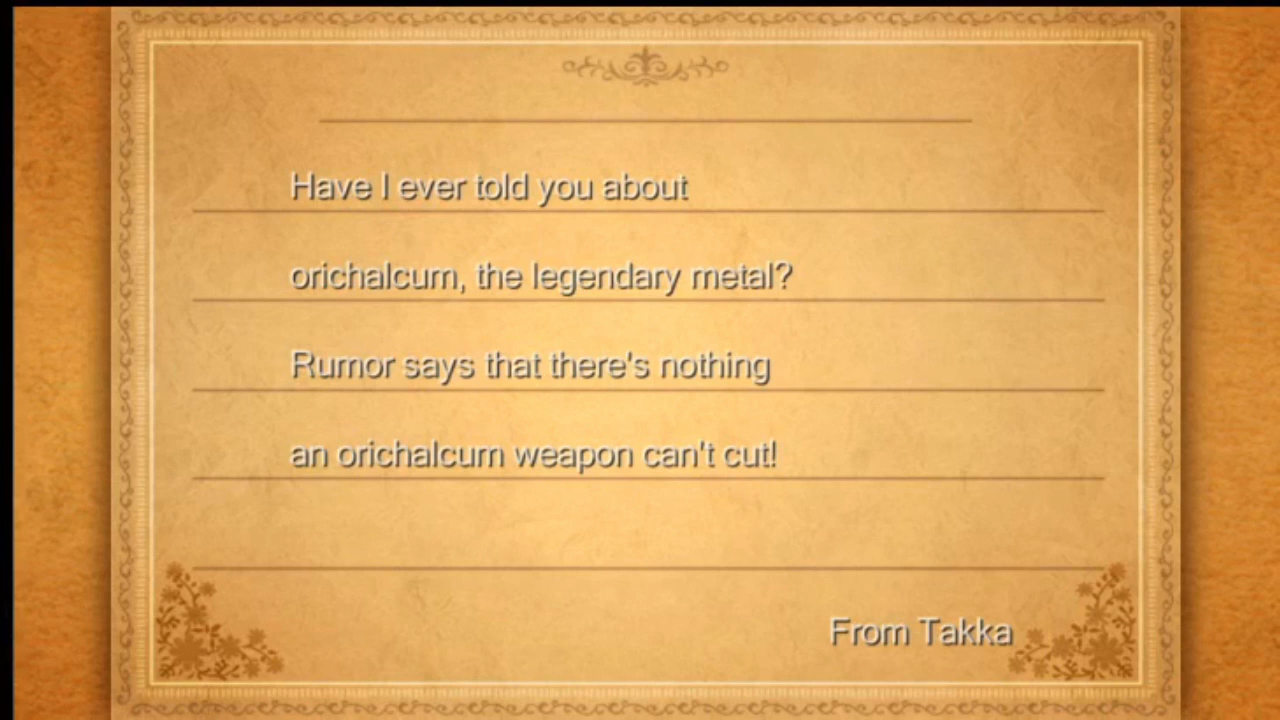 Have I ever told you about
orichalcum, the legendary metal?
Rumor says that there's nothing
an orichalcum weapon can't cut!
From Takka